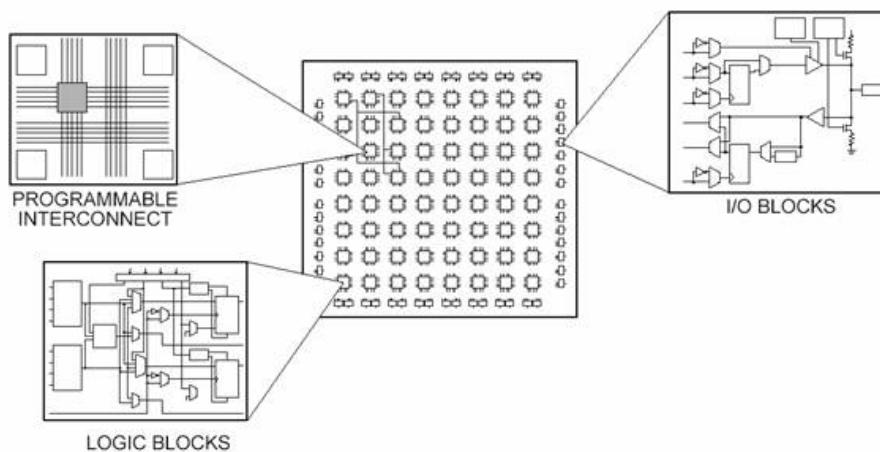 PROGRAMMABLE
INTERCONNECT
I/O BLOCKS
LOGIC BLOCKS